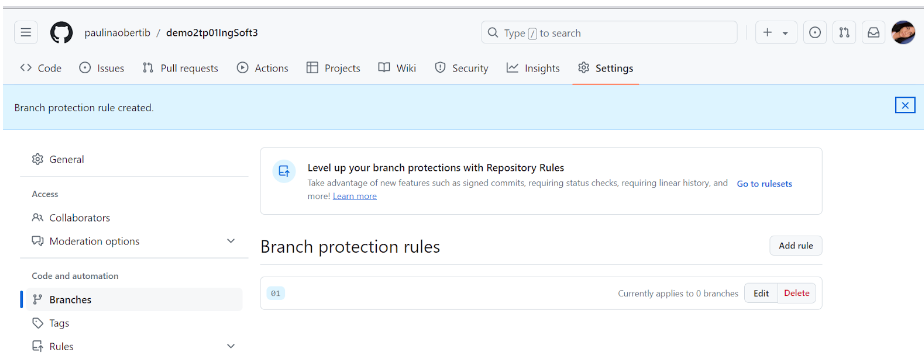 paulinaobertib / demo2tp01IngSoft3
Type / to search
Code Issues Pull requests Actions Projects Wiki Security Insights Settings
Branch protection rule created.
General
Access
Collaborators
Moderation options
Code and automation
Branches
Tags
Rules
Level up your branch protections with Repository Rules
Take advantage of new features such as signed commits, requiring status checks, requiring linear history, and
more! Learn more
Go to rulesets
Branch protection rules
Add rule
01
Currently applies to 0 branches
Edit
Delete